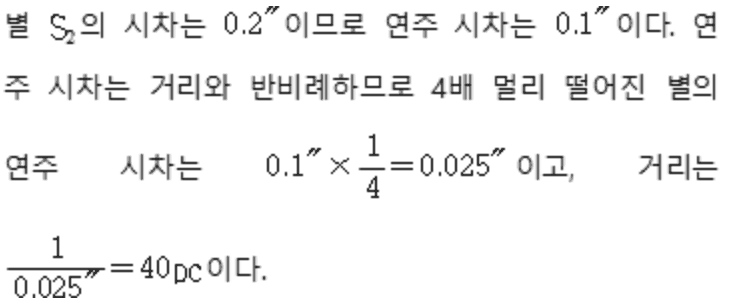 별 S₂의 시차는 0.2″이므로 연주 시차는 0.1″이다. 연
주 시차는 거리와 반비례하므로 4배 멀리 떨어진 별의
연주 시차는 0.1″×1/4=0.025″이고, 거리는
1/0.025″=40pc이다.